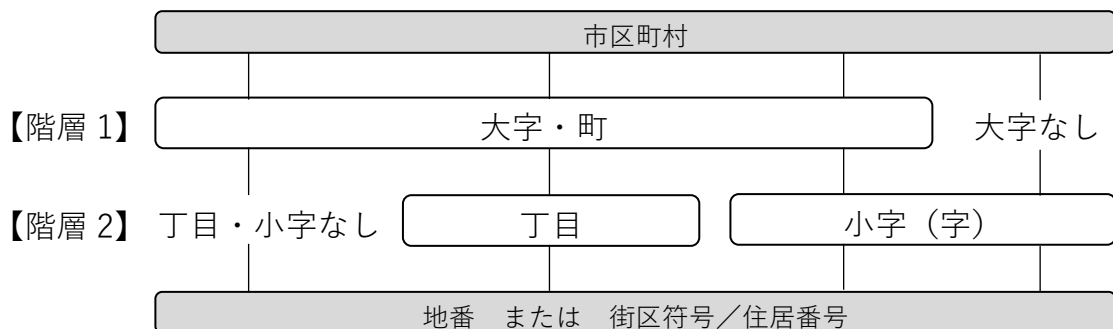 市区町村
【階層 1】 大字・町 大字なし
【階層 2】 丁目・小字なし 丁目 小字（字）
地番　または　街区符号／住居番号